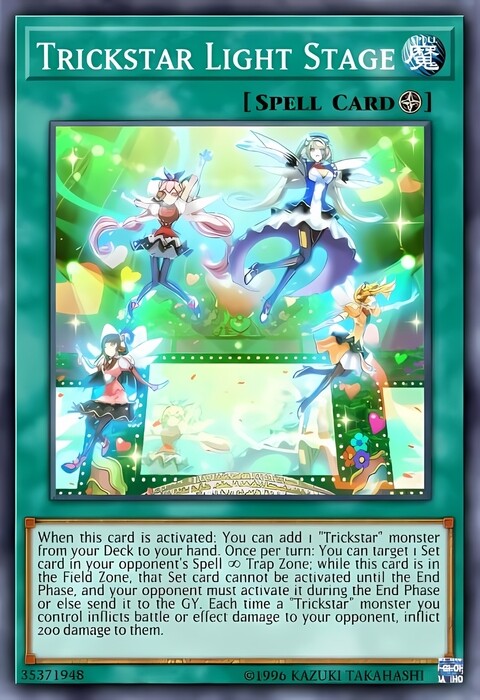 TRICKSTAR LIGHT STAGE
[SPELL CARD]
When this card is activated: You can add 1 "Trickstar" monster
from your Deck to your hand. Once per turn: You can target 1 Set
card in your opponent's Spell ∞ Trap Zone; while this card is in
the Field Zone, that Set card cannot be activated until the End
Phase, and your opponent must activate it during the End Phase
or else send it to the GY. Each time a "Trickstar" monster you
control inflicts battle or effect damage to your opponent, inflict
200 damage to them.
35371948
©1996 KAZUKI TAKAHASHI